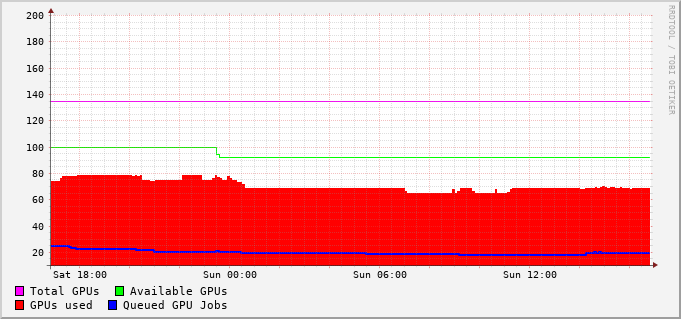 200
180
160
140
120
100
80
60
40
20
Sat 18:00 Sun 00:00 Sun 06:00 Sun 12:00
Total GPUs Available GPUs
GPUs used Queued GPU Jobs
RRDTOOL / TOBI OETIKER